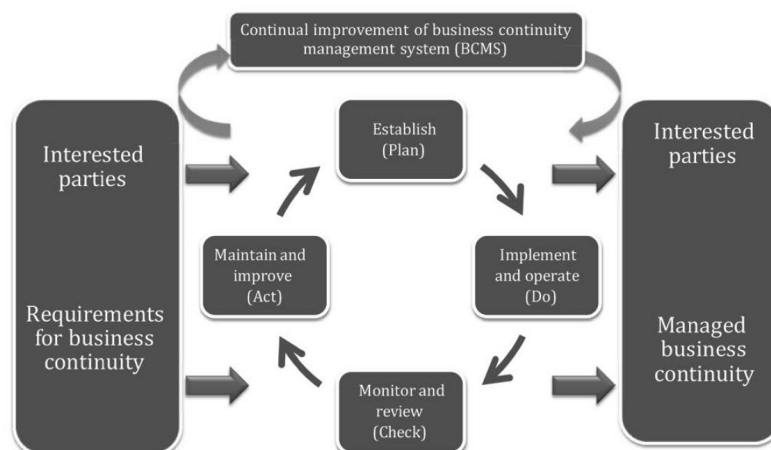 Continual improvement of business continuity
management system (BCMS)
Interested
parties
Requirements
for business
continuity
Establish
(Plan)
Maintain and
improve
(Act)
Implement
and operate
(Do)
Monitor and
review
(Check)
Interested
parties
Managed
business
continuity